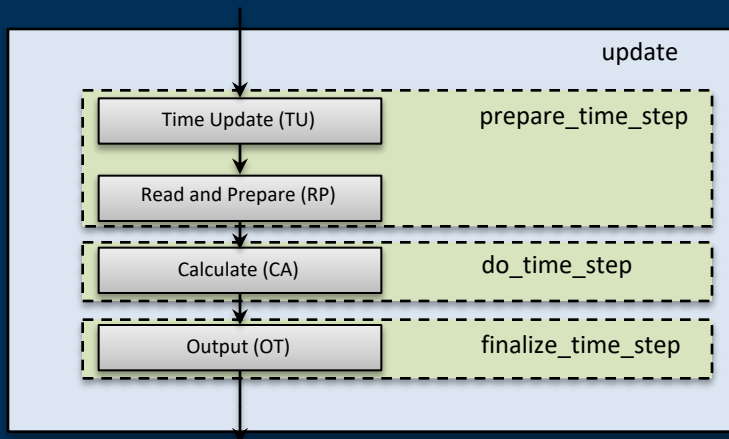 update
Time Update (TU)
prepare_time_step
Read and Prepare (RP)
Calculate (CA)
do_time_step
Output (OT)
finalize_time_step